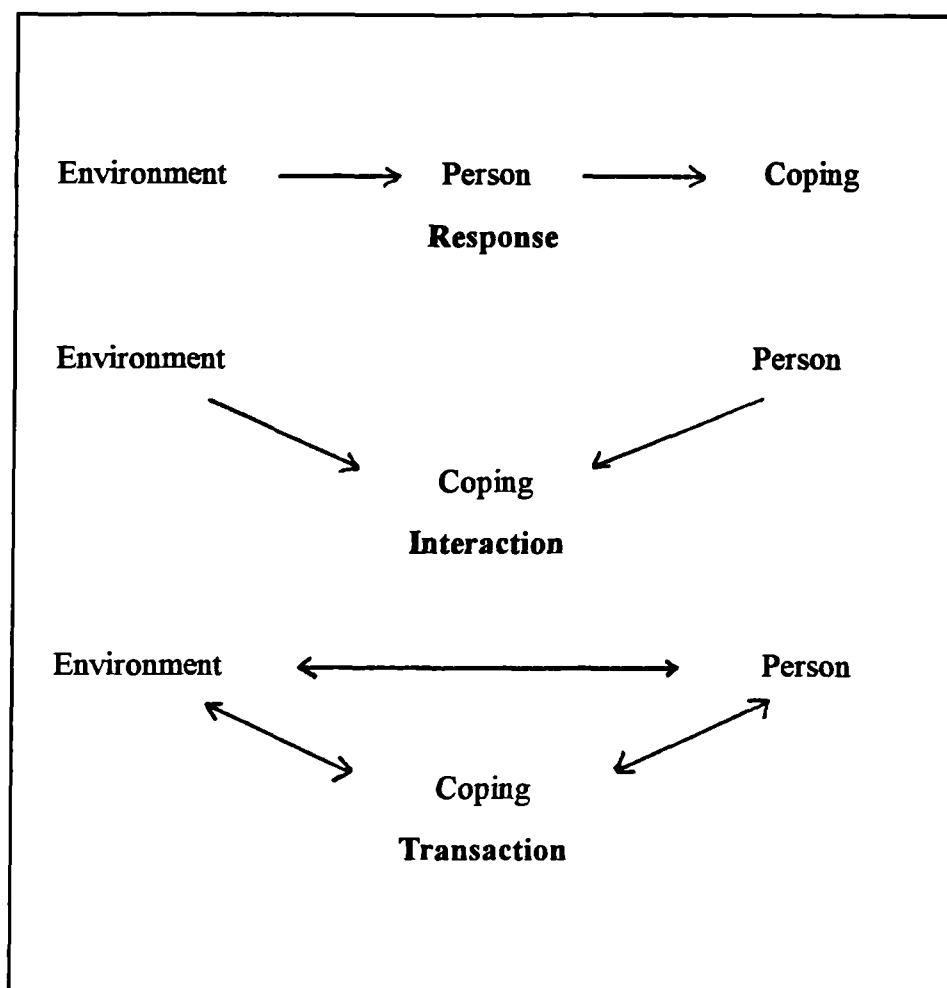 Environment Person Coping
Response
Environment Person
Coping
Interaction
Environment Person
Coping
Transaction